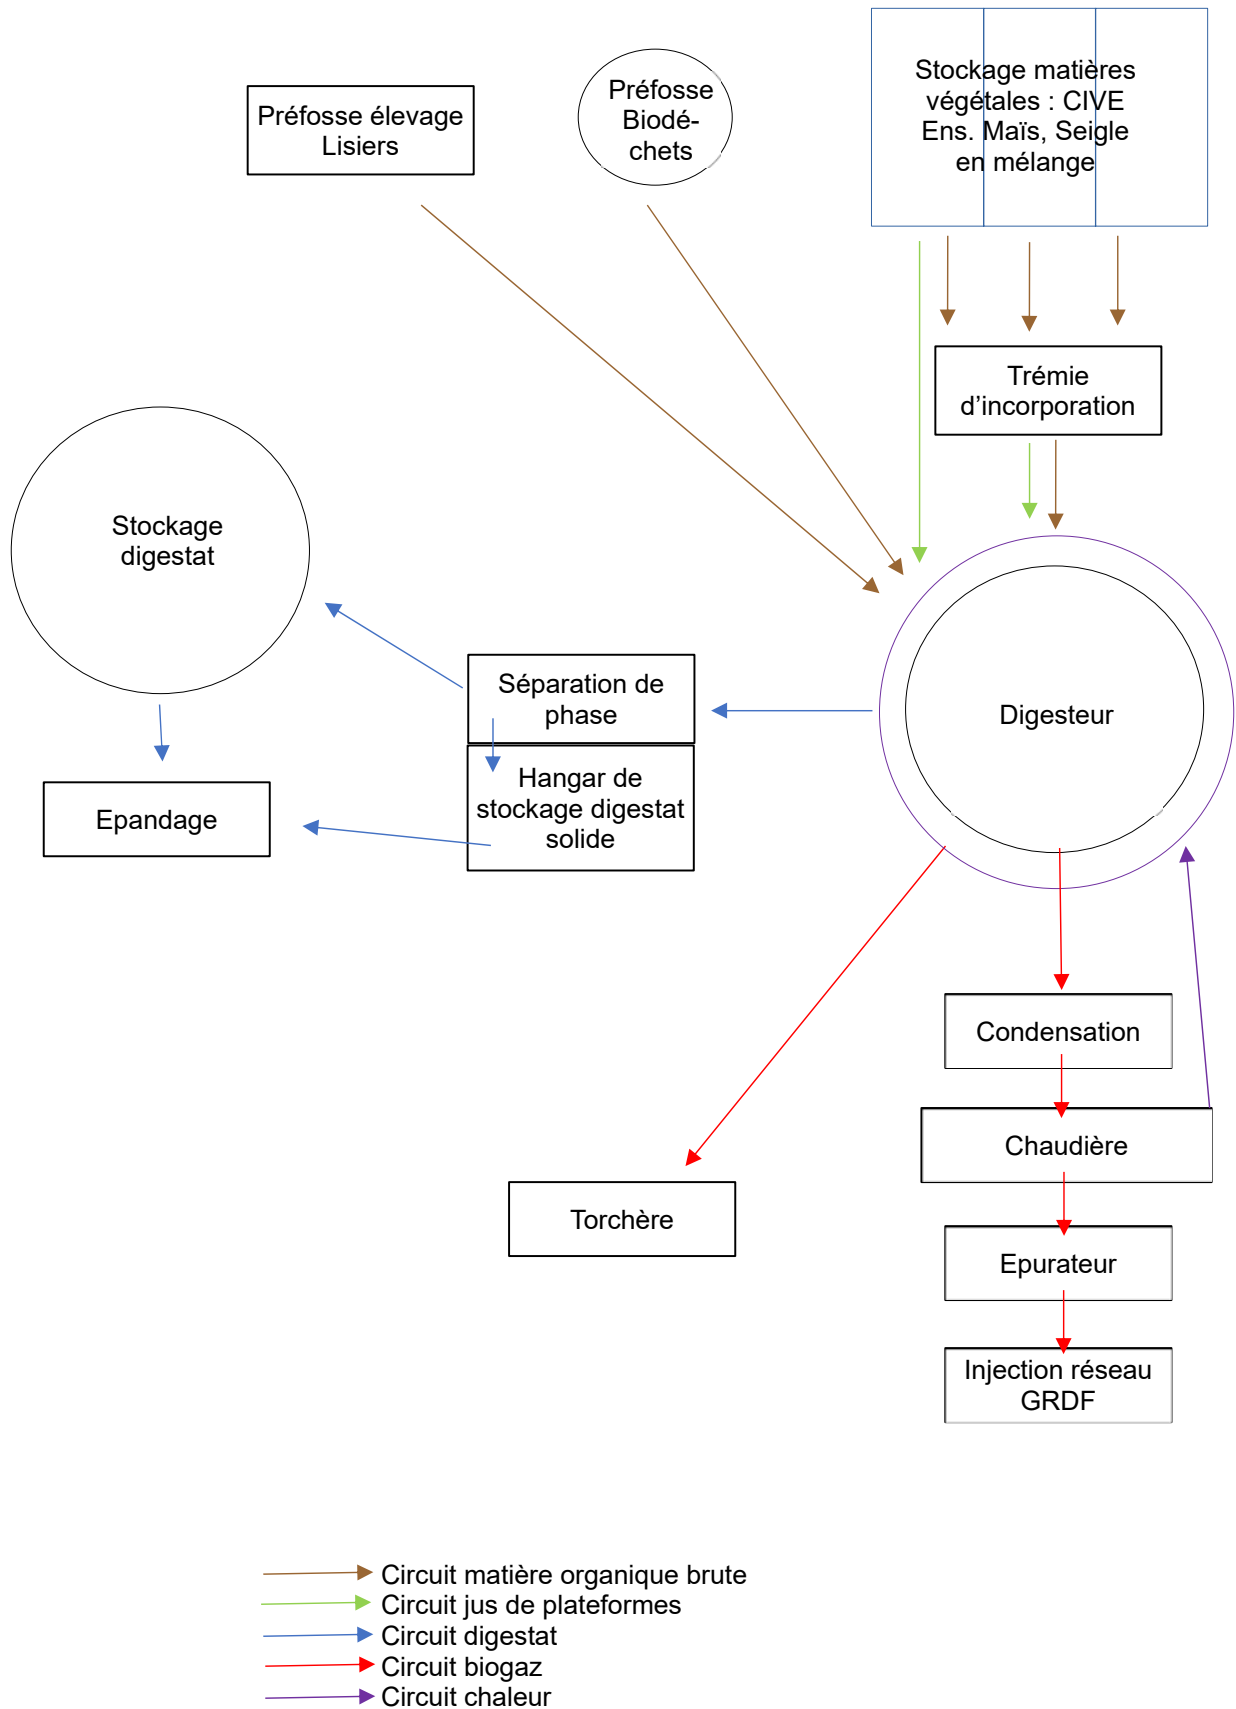 Préfosse élevage
Lisiers
Préfosse
Biodé-
chets
Stockage matières
végétales : CIVE
Ens. Maïs, Seigle
en mélange
Trémie
d’incorporation
Stockage
digestat
Séparation de
phase
Digesteur
Hangar de
stockage digestat
solide
Epandage
Condensation
Chaudière
Torchère
Epurateur
Injection réseau
GRDF
Circuit matière organique brute
Circuit jus de plateformes
Circuit digestat
Circuit biogaz
Circuit chaleur